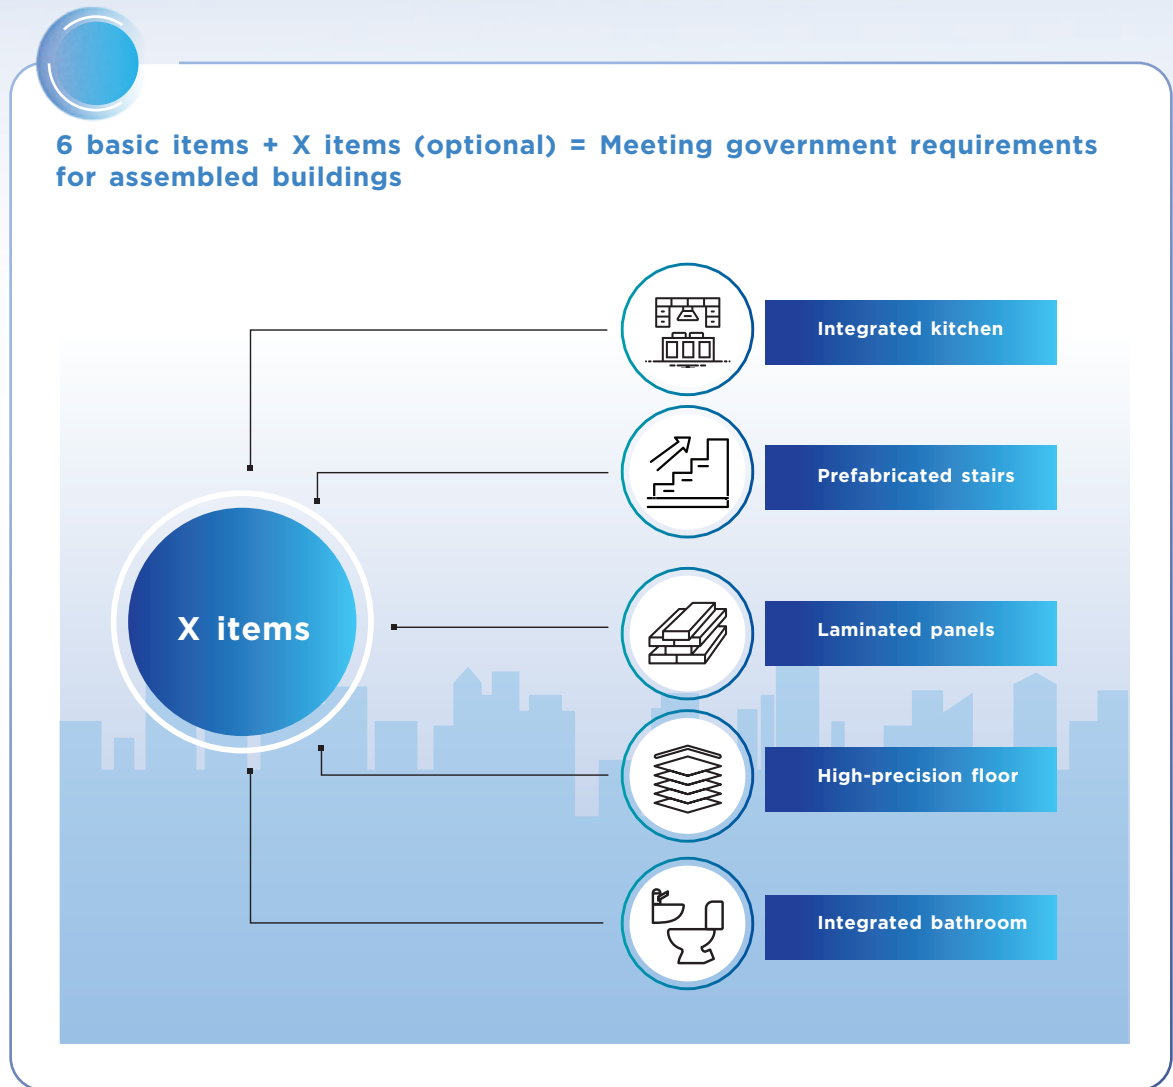 6 basic items + X items (optional) = Meeting government requirements
for assembled buildings
Integrated kitchen
Prefabricated stairs
X items
Laminated panels
High-precision floor
Integrated bathroom